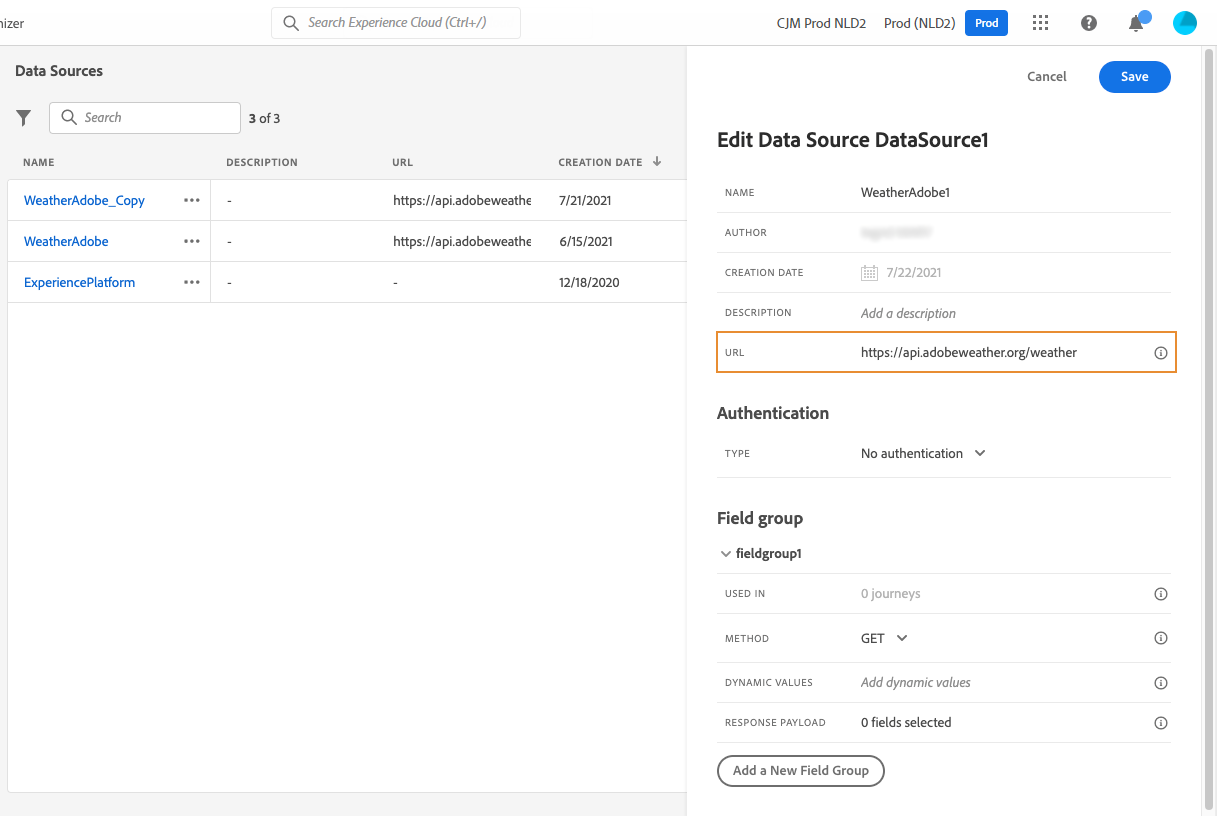 nizer
Search Experience Cloud (Ctrl+/)
CJM Prod NLD2
Prod (NLD2)
Prod
Data Sources
Search
3 of 3
NAME DESCRIPTION URL CREATION DATE
WeatherAdobe_Copy ••• - https://api.adobeweathe 7/21/2021
WeatherAdobe ••• - https://api.adobeweathe 6/15/2021
ExperiencePlatform ••• - - 12/18/2020
Cancel
Save
Edit Data Source DataSource1
NAME WeatherAdobe1
AUTHOR
CREATION DATE 7/22/2021
DESCRIPTION Add a description
URL https://api.adobeweather.org/weather
Authentication
TYPE No authentication
Field group
fieldgroup1
USED IN 0 journeys
METHOD GET
DYNAMIC VALUES Add dynamic values
RESPONSE PAYLOAD 0 fields selected
Add a New Field Group